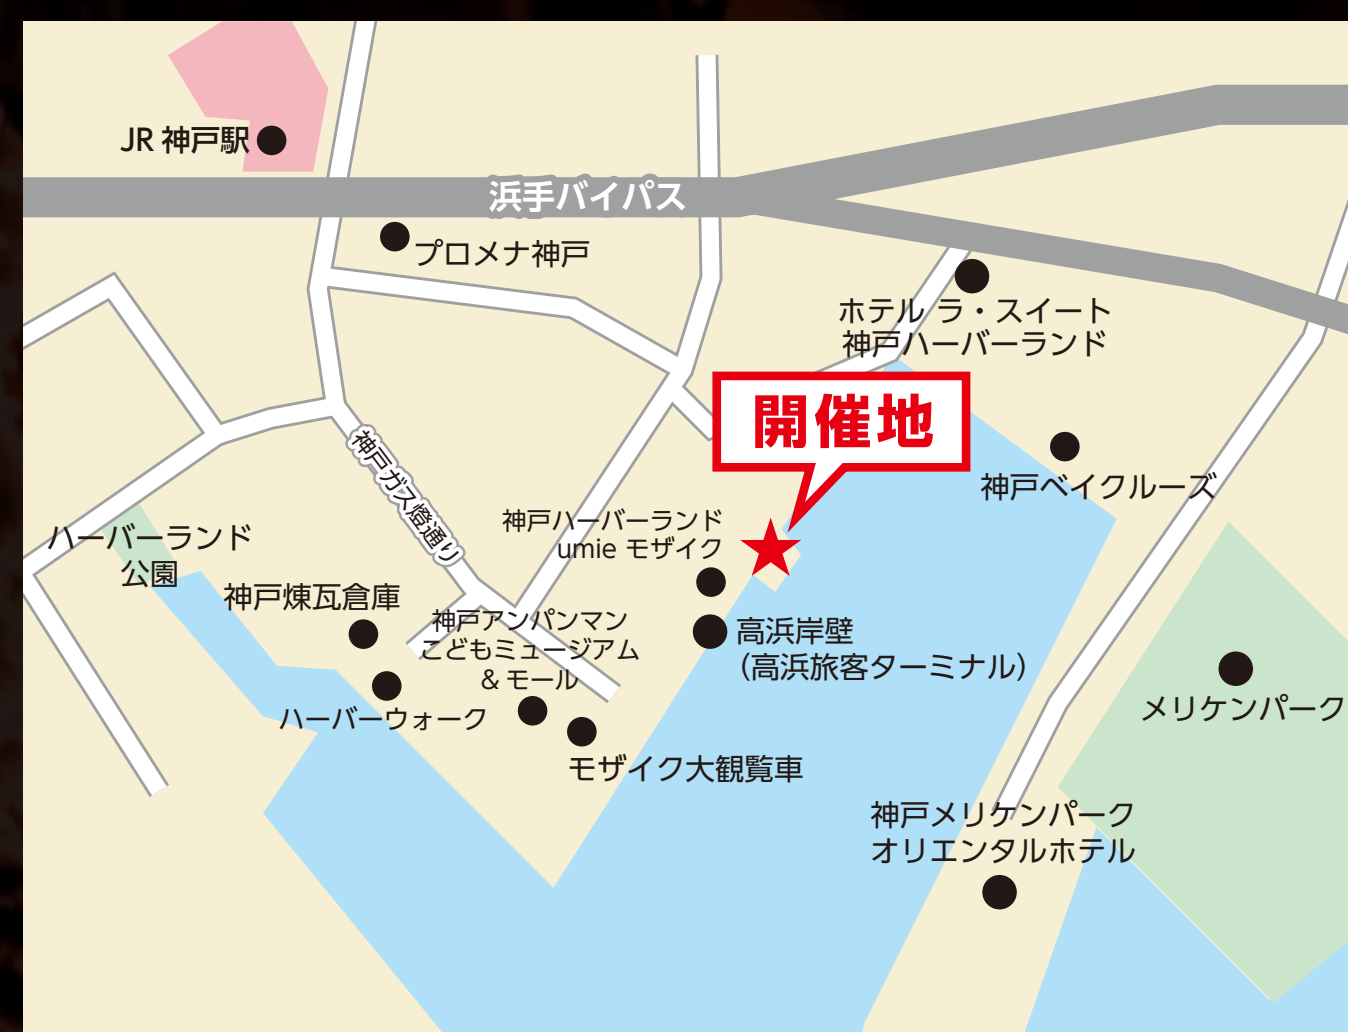 JR 神戸駅
浜手バイパス
プロメナ神戸
ホテル ラ・スイート
神戸ハーバーランド
開催地
神戸ガス燈通り
神戸ベイクルーズ
神戸ハーバーランド
umie モザイク
ハーバーランド
公園
神戸煉瓦倉庫
神戸アンパンマン
こどもミュージアム
& モール
高浜岸壁
(高浜旅客ターミナル)
ハーバーウォーク
メリケンパーク
モザイク大観覧車
神戸メリケンパーク
オリエンタルホテル